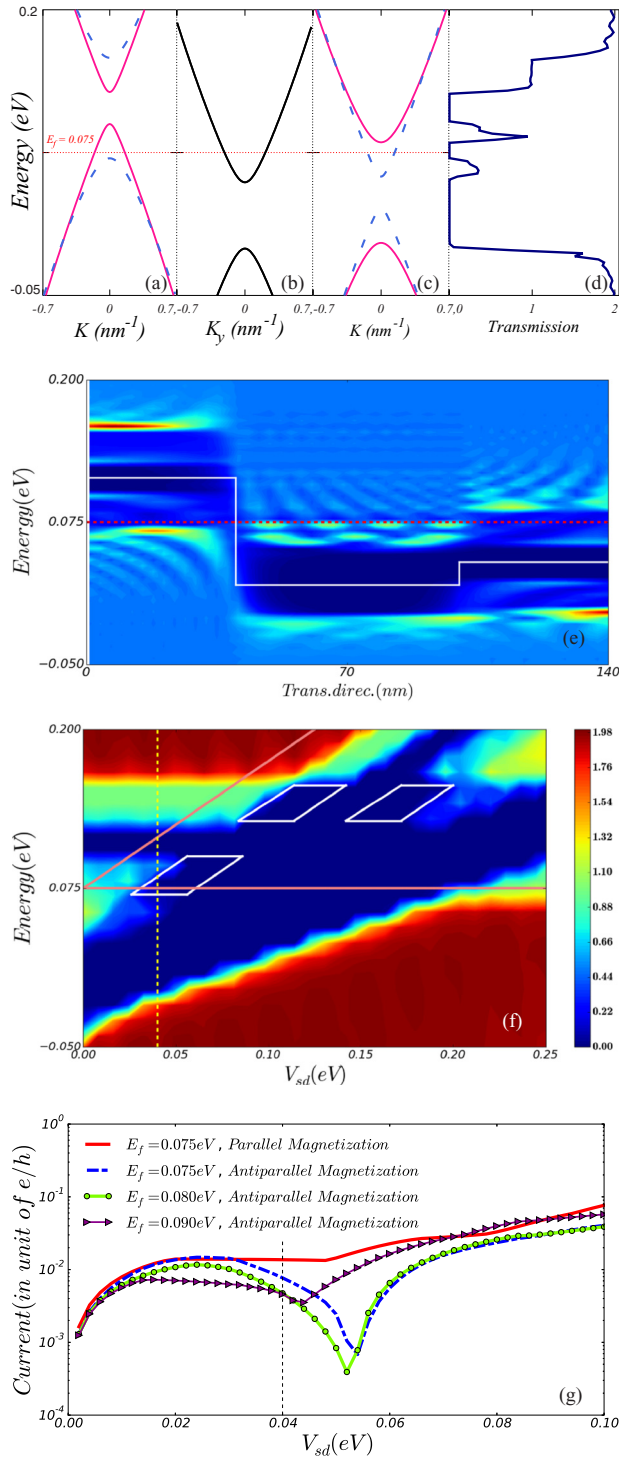 0.2
Energy (eV)
E_f = 0.075
-0.05
(a)
(b)
(c)
(d)
-0.7
0
0.7,-0.7
0
0.7,-0.7
0
0.7,0
1
2
K (nm⁻¹)
K_y (nm⁻¹)
K (nm⁻¹)
Transmission
0.200
Energy(eV)
0.075
−0.050
(e)
0
70
140
Trans.direc.(nm)
0.200
Energy(eV)
0.075
−0.050
(f)
0.00
0.05
0.10
0.15
0.20
0.25
V_sd(eV)
1.98
1.76
1.54
1.32
1.10
0.88
0.66
0.44
0.22
0.00
Current(in unit of e/h)
10⁰
10⁻¹
10⁻²
10⁻³
10⁻⁴
E_f =0.075eV , Parallel Magnetization
E_f =0.075eV , Antiparallel Magnetization
E_f =0.080eV , Antiparallel Magnetization
E_f =0.090eV , Antiparallel Magnetization
(g)
0.00
0.02
0.04
0.06
0.08
0.10
V_sd(eV)